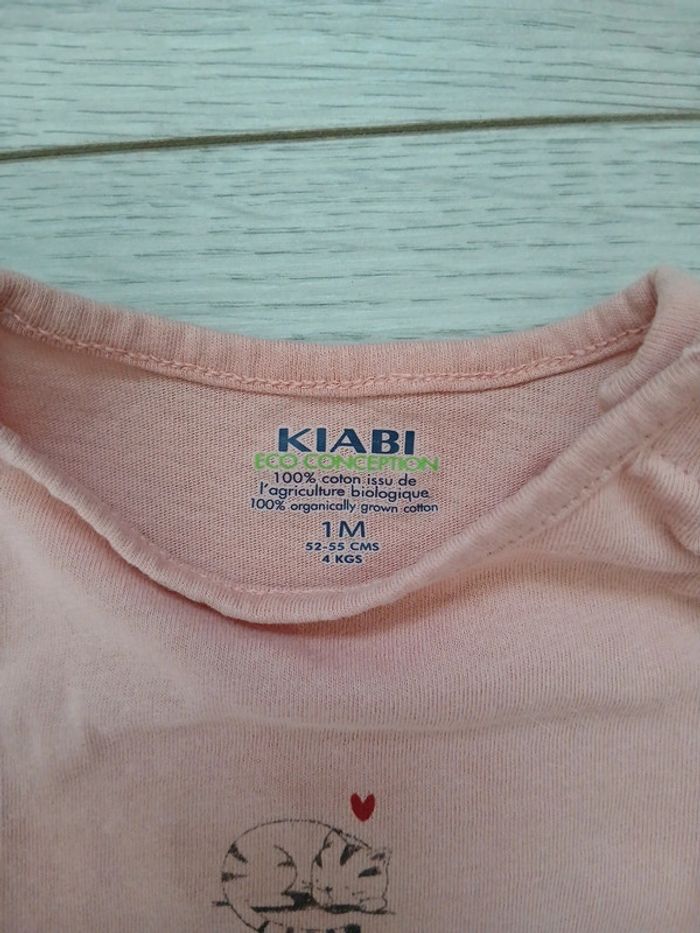 KIABI
ECO CONCEPTION
100% coton issu de
l'agriculture biologique
100% organically grown cotton
1M
52-55 CMS
4 KGS